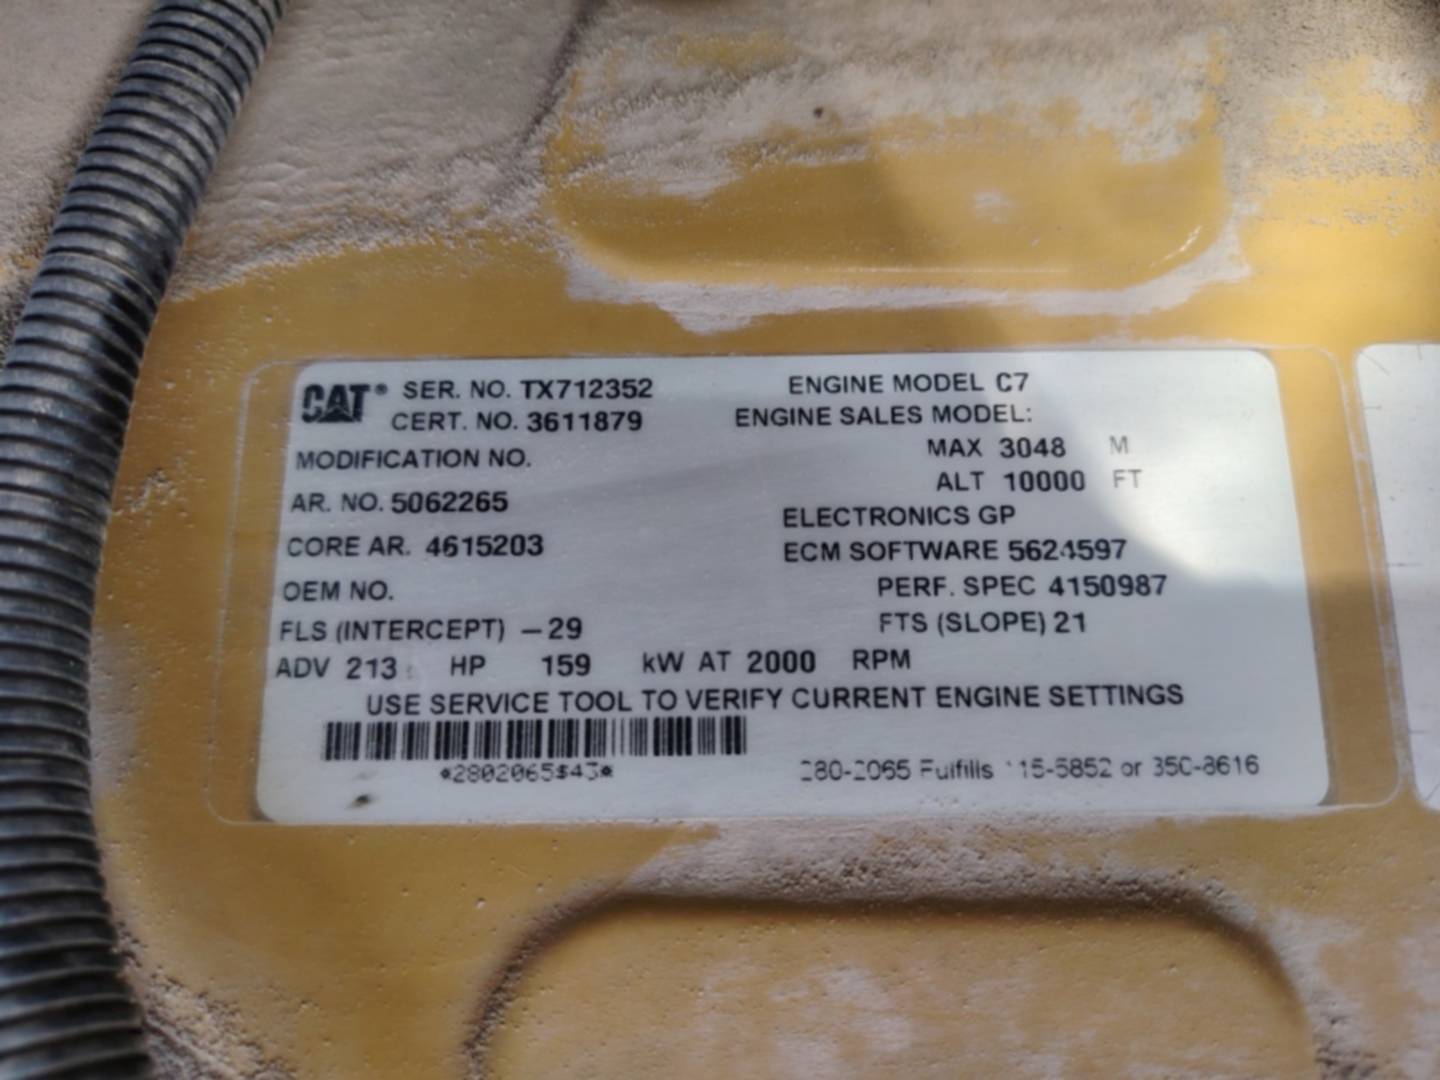 CAT® SER. NO. TX712352 ENGINE MODEL C7
CERT. NO. 3611879 ENGINE SALES MODEL:
MODIFICATION NO. MAX 3048 M
ALT 10000 FT
AR. NO. 5062265 ELECTRONICS GP
CORE AR. 4615203 ECM SOFTWARE 5624597
OEM NO. PERF. SPEC 4150987
FLS (INTERCEPT) -29 FTS (SLOPE) 21
ADV 213 HP 159 kW AT 2000 RPM
USE SERVICE TOOL TO VERIFY CURRENT ENGINE SETTINGS
*2802065$43*
280-2065 Fulfills 115-5852 or 350-8616